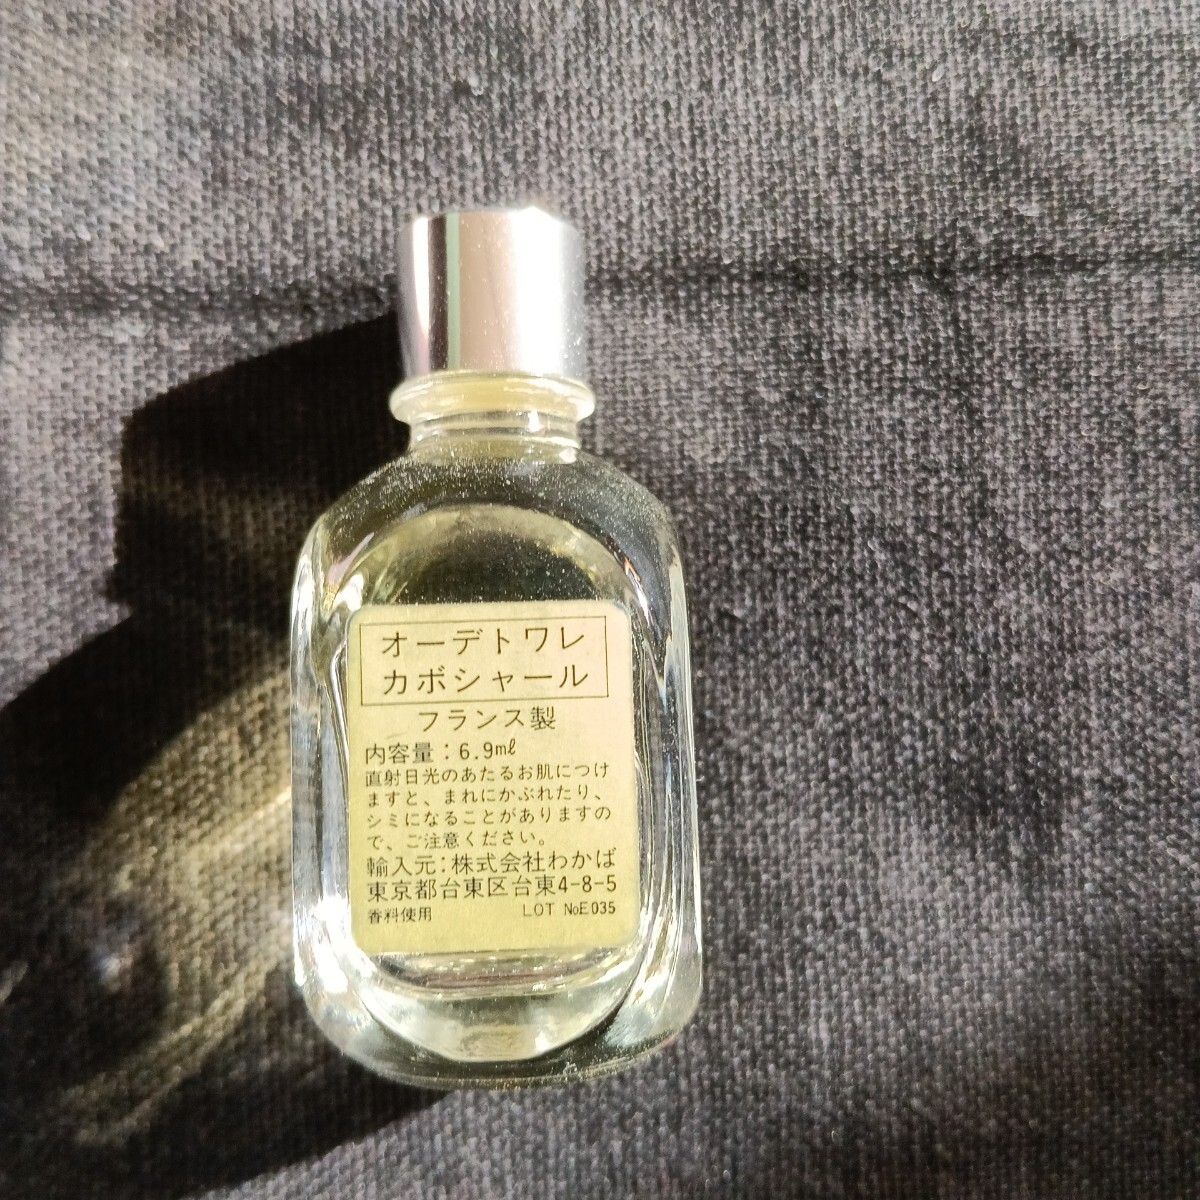 オーデトワレ
カボシャール
フランス製
内容量：6.9mℓ
直射日光のあたるお肌につけ
ますと、まれにかぶれたり、
シミになることがありますの
で、ご注意ください。
輸入元：株式会社わかば
東京都台東区台東4-8-5
香料使用 LOT №E035